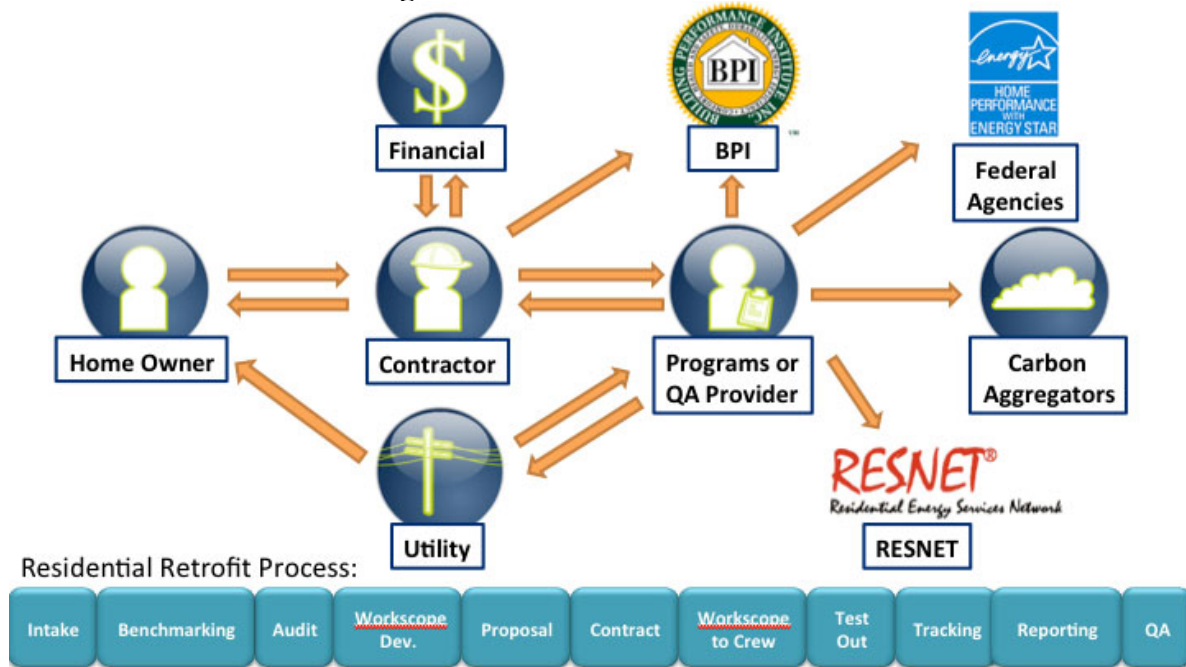 $
BUILDING PERFORMANCE INSTITUTE INC.
BPI
TM
energy
HOME
PERFORMANCE
WITH
ENERGY STAR
Financial
BPI
Federal
Agencies
Home Owner
Contractor
Programs or
QA Provider
Carbon
Aggregators
RESNET®
Residential Energy Services Network
Utility
RESNET
Residential Retrofit Process:
Intake
Benchmarking
Audit
Workscope
Dev.
Proposal
Contract
Workscope
to Crew
Test
Out
Tracking
Reporting
QA